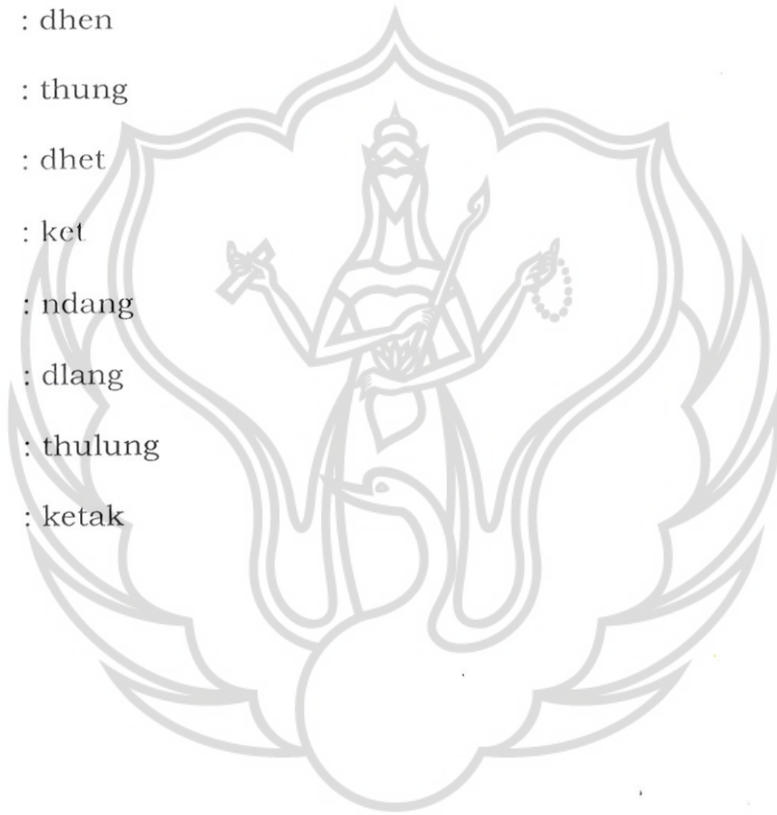 : dhen
: thung
: dhet
: ket
: ndang
: dlang
: thulung
: ketak